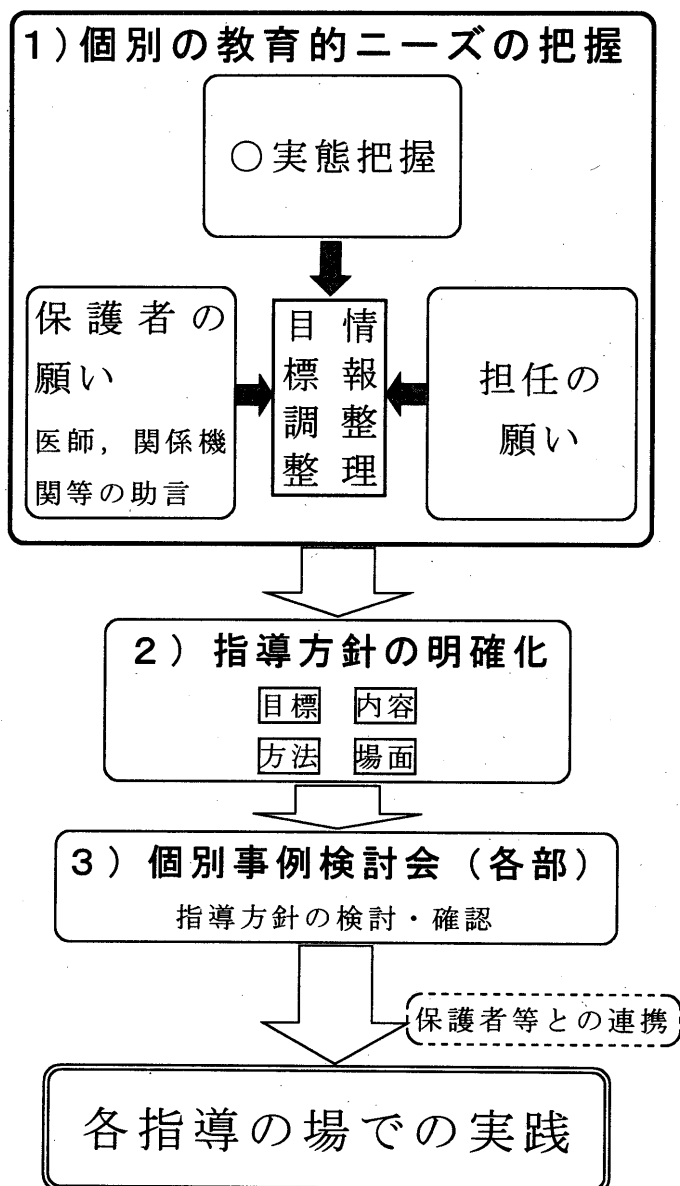 1)個別の教育的ニーズの把握
○実態把握
保護者の
願い
医師，関係機
関等の助言
情報整理
目標調整
担任の
願い
2）指導方針の明確化
目標 内容
方法 場面
3）個別事例検討会（各部）
指導方針の検討・確認
保護者等との連携
各指導の場での実践